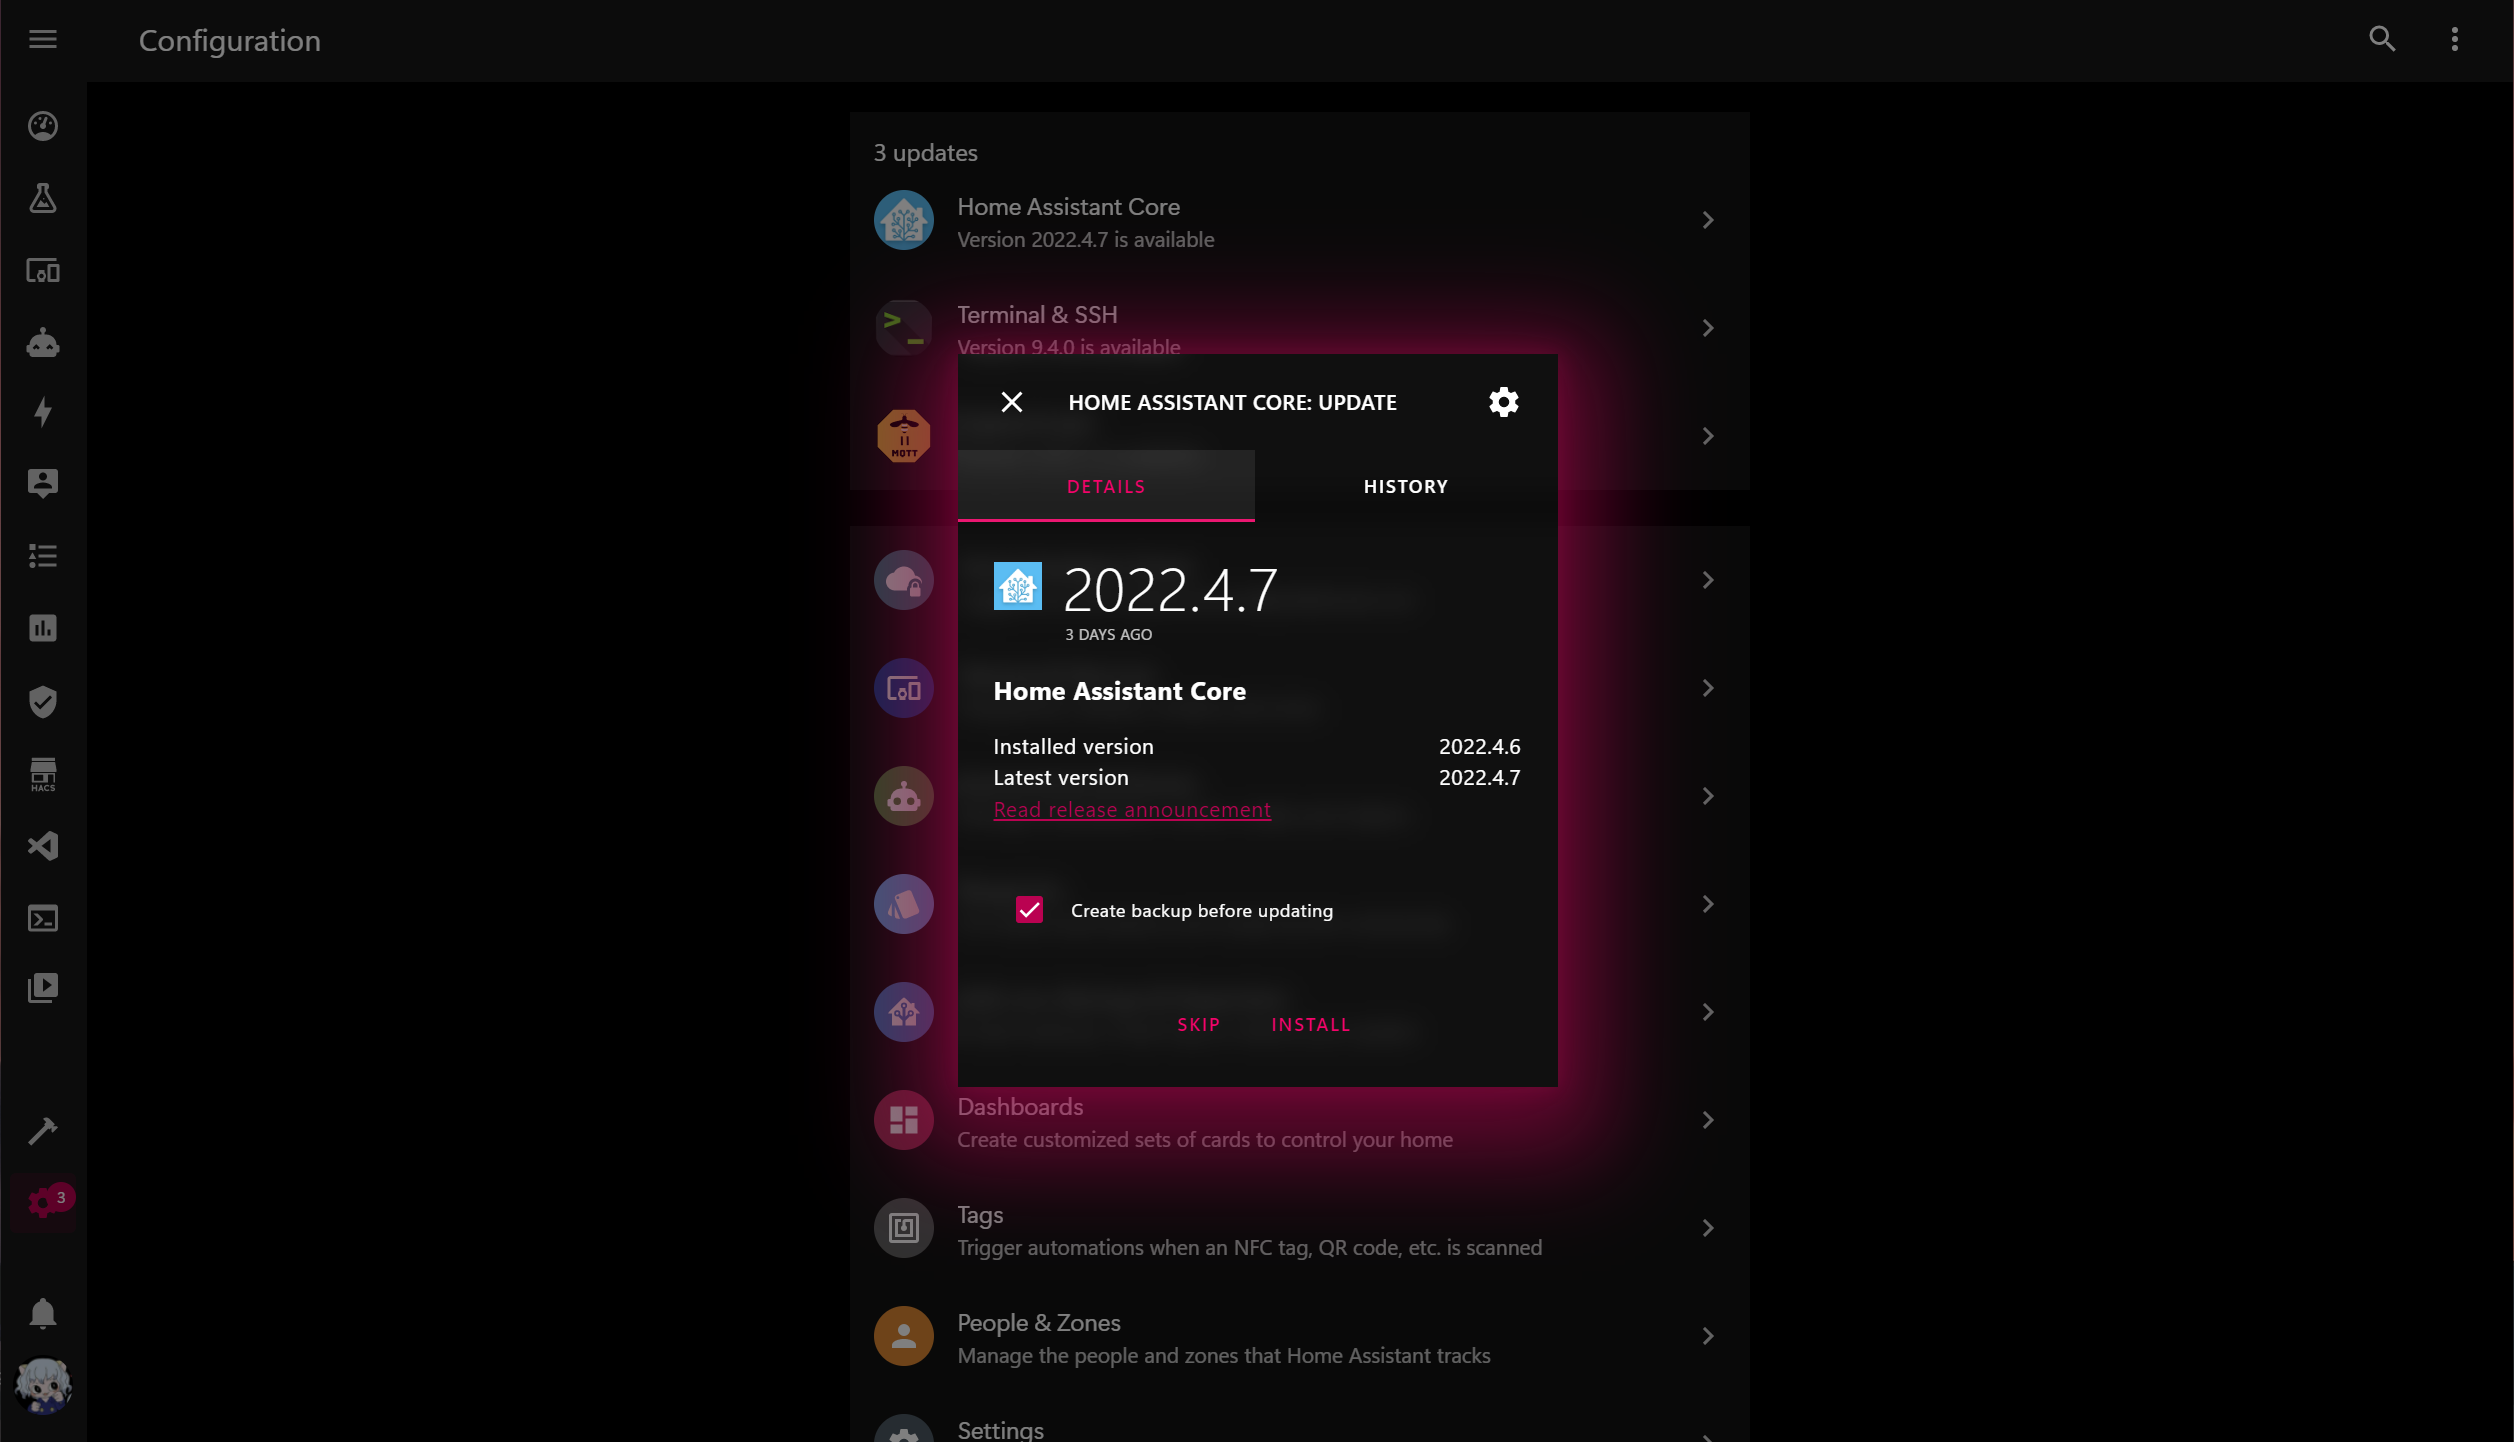 Configuration
3 updates
Home Assistant Core
Version 2022.4.7 is available
Terminal & SSH
Version 9.4.0 is available
MQTT
HOME ASSISTANT CORE: UPDATE
DETAILS
HISTORY
2022.4.7
3 DAYS AGO
Home Assistant Core
Installed version 2022.4.6
Latest version 2022.4.7
Read release announcement
Create backup before updating
SKIP INSTALL
HACS
Dashboards
Create customized sets of cards to control your home
3
Tags
Trigger automations when an NFC tag, QR code, etc. is scanned
People & Zones
Manage the people and zones that Home Assistant tracks
Settings